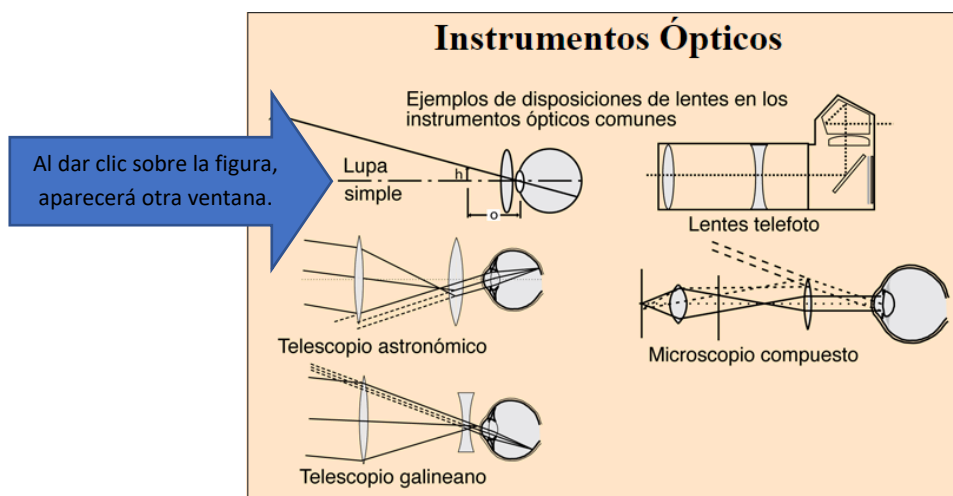 Instrumentos Ópticos
Ejemplos de disposiciones de lentes en los
instrumentos ópticos comunes
Al dar clic sobre la figura,
aparecerá otra ventana.
Lupa
simple
h
o
Lentes telefoto
Telescopio astronómico
Microscopio compuesto
Telescopio galineano